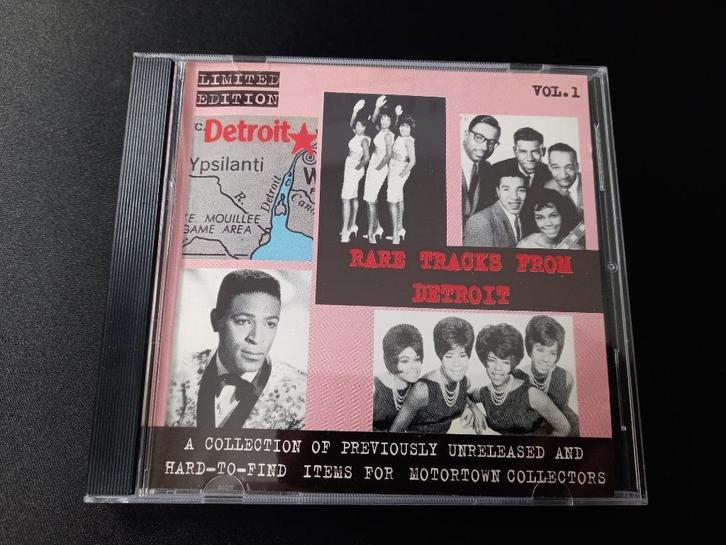 LIMITED
EDITION
VOL.1
C.
Detroit
Ypsilanti
W
R.
Detroit
Can
E MOUILLEE
GAME AREA
RARE TRACKS FROM
DETROIT
A COLLECTION OF PREVIOUSLY UNRELEASED AND
HARD-TO-FIND ITEMS FOR MOTORTOWN COLLECTORS